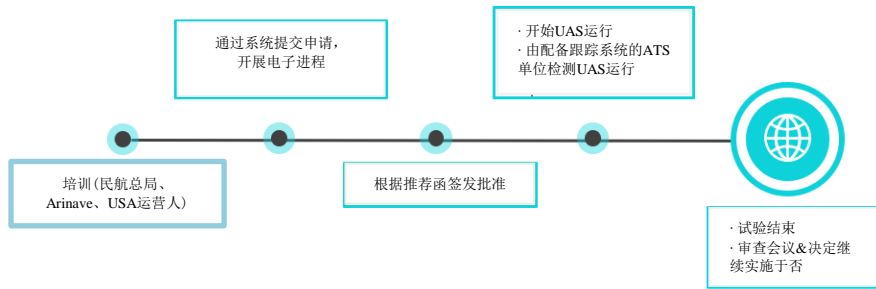 通过系统提交申请，
开展电子进程
· 开始UAS运行
· 由配备跟踪系统的ATS
单位检测UAS运行
·
培训(民航总局、
Arinave、USA运营人)
根据推荐函签发批准
· 试验结束
· 审查会议&决定继
续实施于否